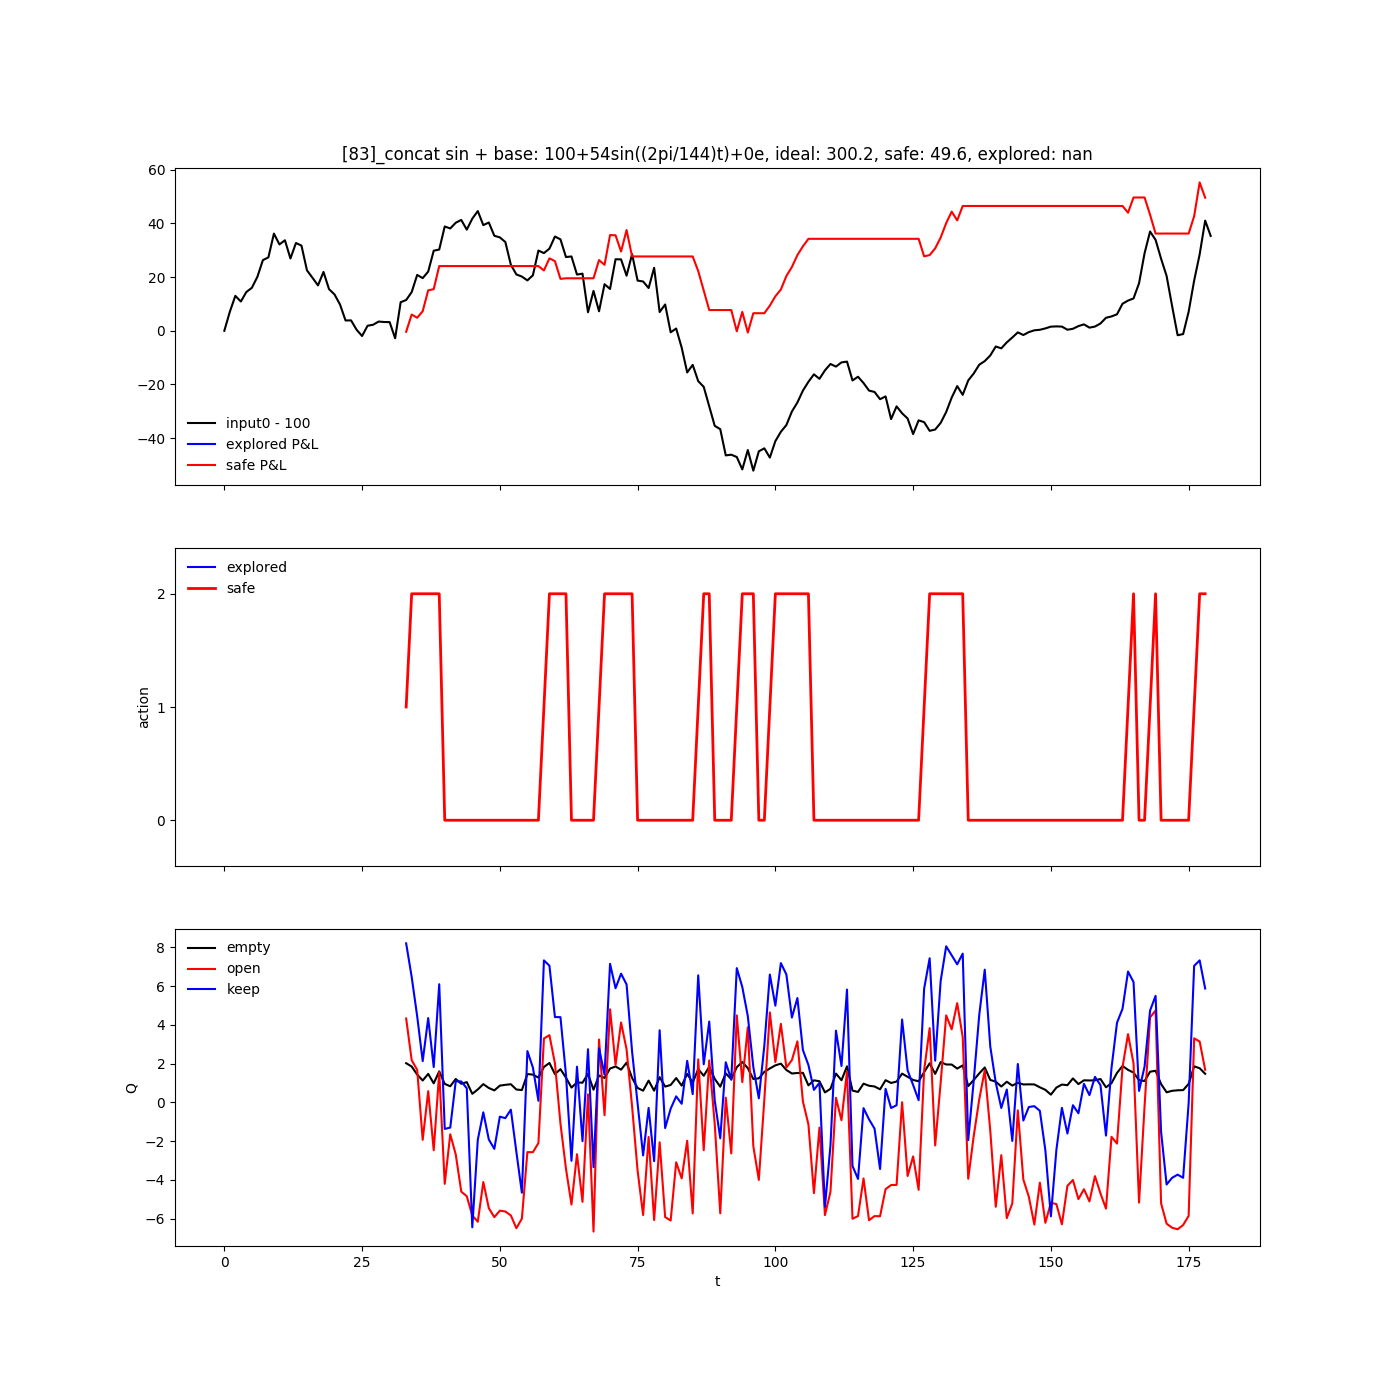 [83]_concat sin + base: 100+54sin((2pi/144)t)+0e, ideal: 300.2, safe: 49.6, explored: nan
60
40
20
0
−20
−40
input0 - 100
explored P&L
safe P&L
explored
safe
2
1
0
action
empty
open
keep
8
6
4
2
0
−2
−4
−6
Q
0 25 50 75 100 125 150 175
t